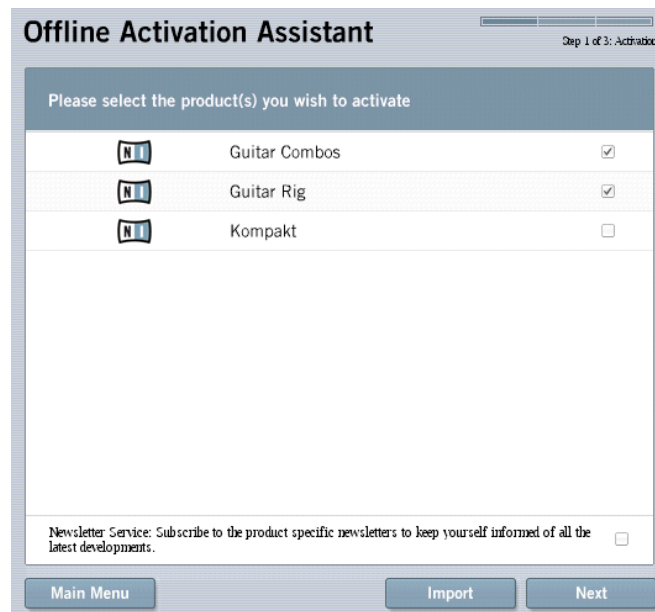 Offline Activation Assistant
Step 1 of 3: Activation
Please select the product(s) you wish to activate
NI Guitar Combos
NI Guitar Rig
NI Kompakt
Newsletter Service: Subscribe to the product specific newsletters to keep yourself informed of all the
latest developments.
Main Menu Import Next